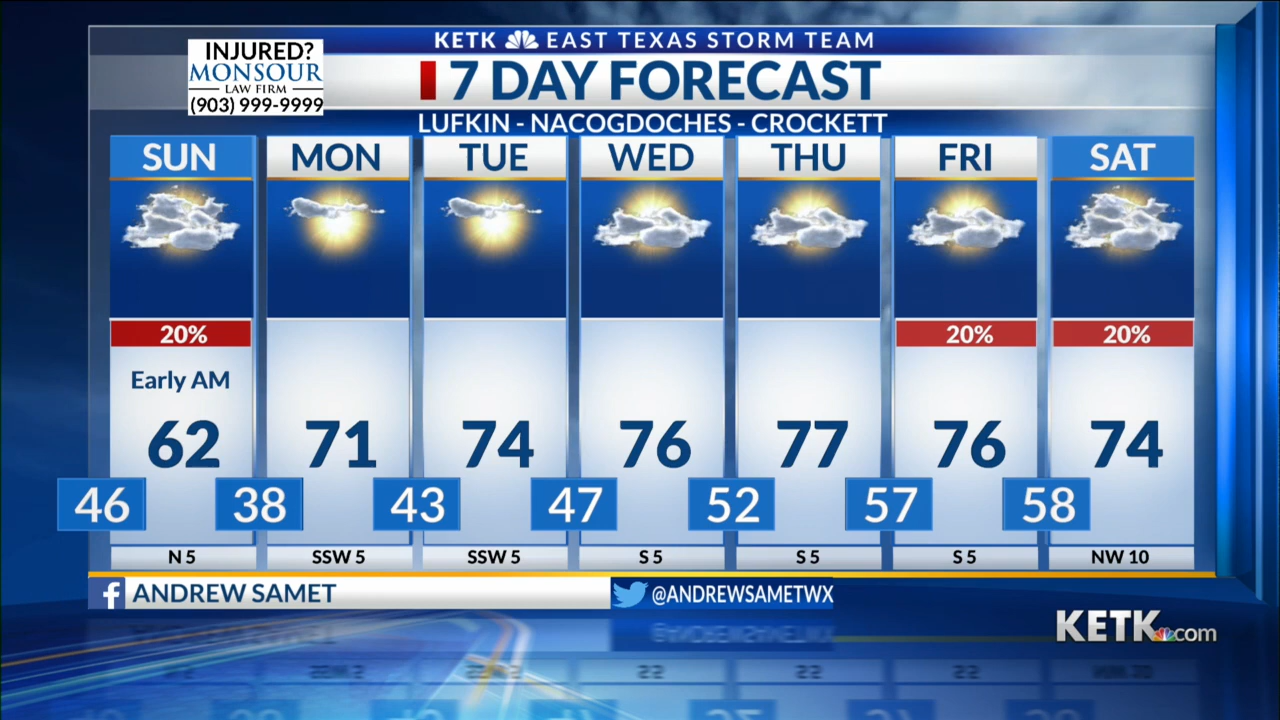 KETK EAST TEXAS STORM TEAM
INJURED?
MONSOUR
LAW FIRM
(903) 999-9999
7 DAY FORECAST
LUFKIN - NACOGDOCHES - CROCKETT
SUN MON TUE WED THU FRI SAT
20% 20% 20%
Early AM
62 71 74 76 77 76 74
46 38 43 47 52 57 58
N 5 SSW 5 SSW 5 S 5 S 5 S 5 NW 10
f ANDREW SAMET @ANDREWSAMETWX
KETK.com